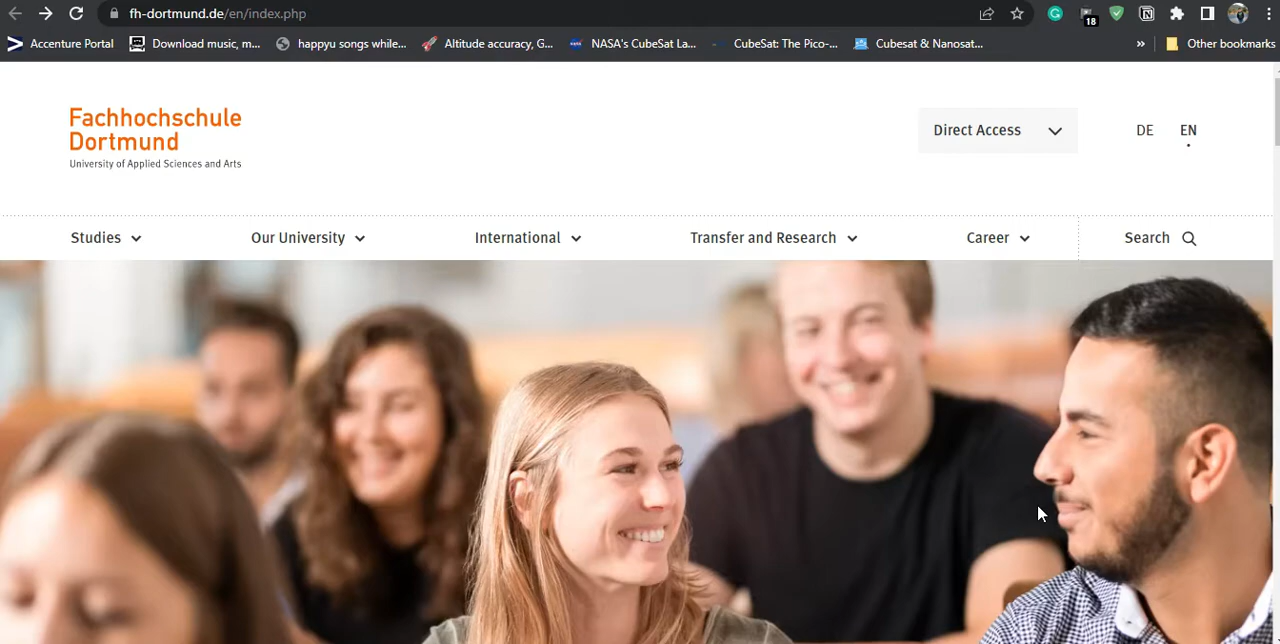 fh-dortmund.de/en/index.php
18
Accenture Portal
Download music, m...
happyu songs while...
Altitude accuracy, G...
NASA's CubeSat La...
CubeSat: The Pico-...
Cubesat & Nanosat...
»
Other bookmarks
Fachhochschule
Dortmund
University of Applied Sciences and Arts
Direct Access
DE
EN
Studies
Our University
International
Transfer and Research
Career
Search